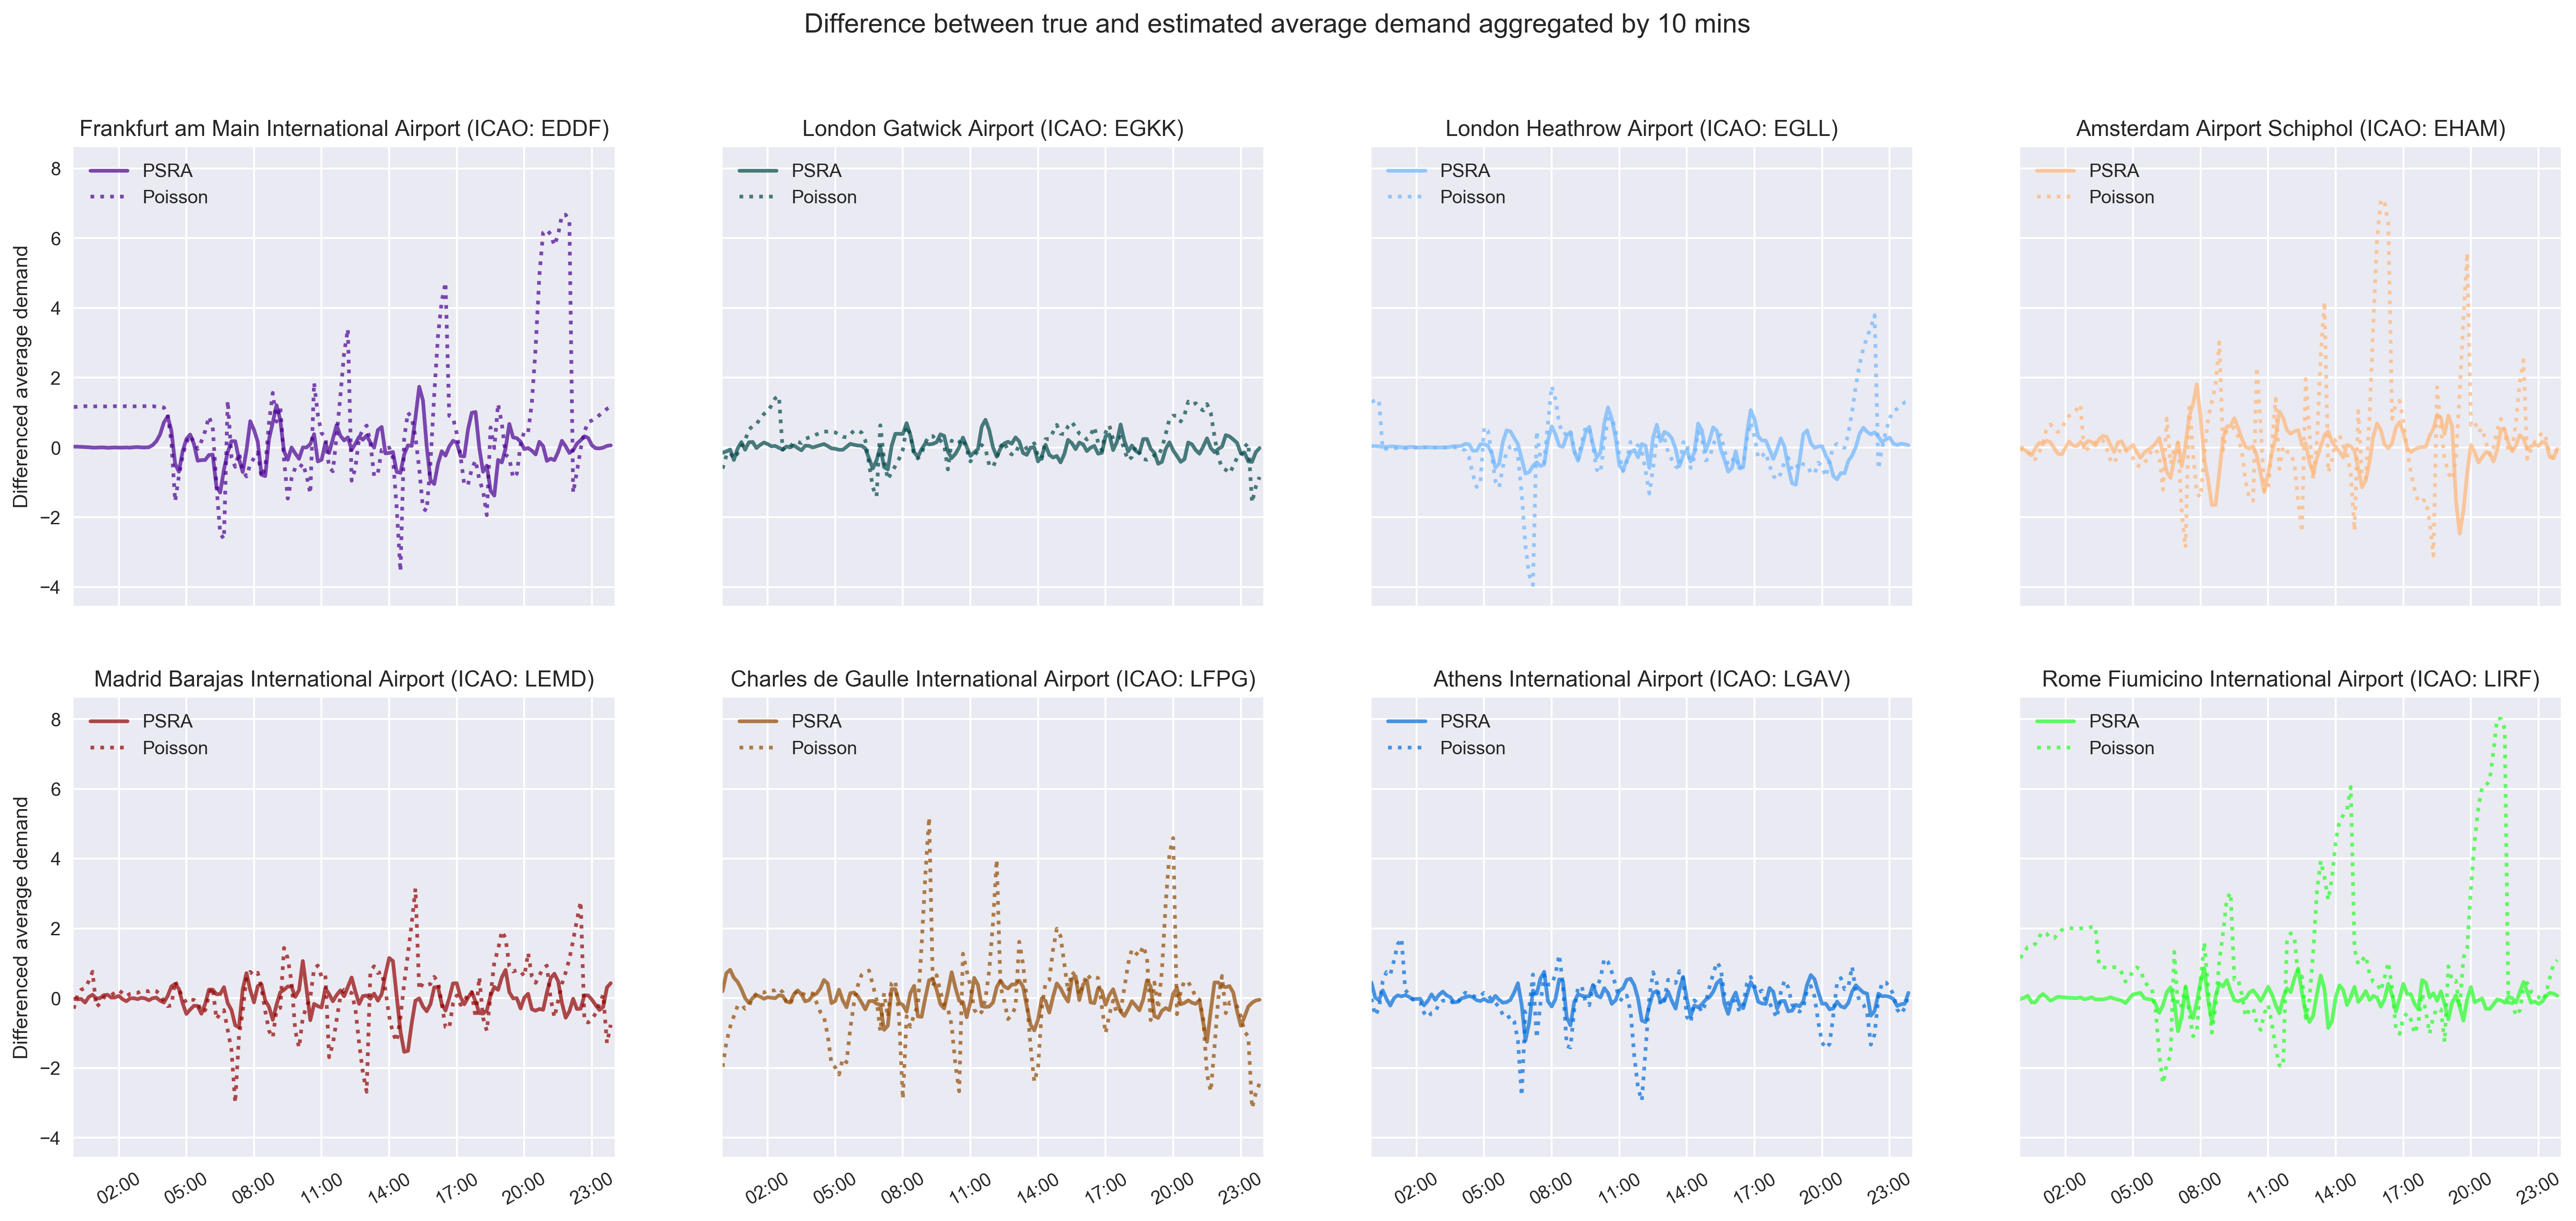 Difference between true and estimated average demand aggregated by 10 mins
Frankfurt am Main International Airport (ICAO: EDDF)
London Gatwick Airport (ICAO: EGKK)
London Heathrow Airport (ICAO: EGLL)
Amsterdam Airport Schiphol (ICAO: EHAM)
PSRA
Poisson
PSRA
Poisson
PSRA
Poisson
PSRA
Poisson
Differenced average demand
8
6
4
2
0
−2
−4
Madrid Barajas International Airport (ICAO: LEMD)
Charles de Gaulle International Airport (ICAO: LFPG)
Athens International Airport (ICAO: LGAV)
Rome Fiumicino International Airport (ICAO: LIRF)
PSRA
Poisson
PSRA
Poisson
PSRA
Poisson
PSRA
Poisson
Differenced average demand
8
6
4
2
0
−2
−4
02:00 05:00 08:00 11:00 14:00 17:00 20:00 23:00
02:00 05:00 08:00 11:00 14:00 17:00 20:00 23:00
02:00 05:00 08:00 11:00 14:00 17:00 20:00 23:00
02:00 05:00 08:00 11:00 14:00 17:00 20:00 23:00